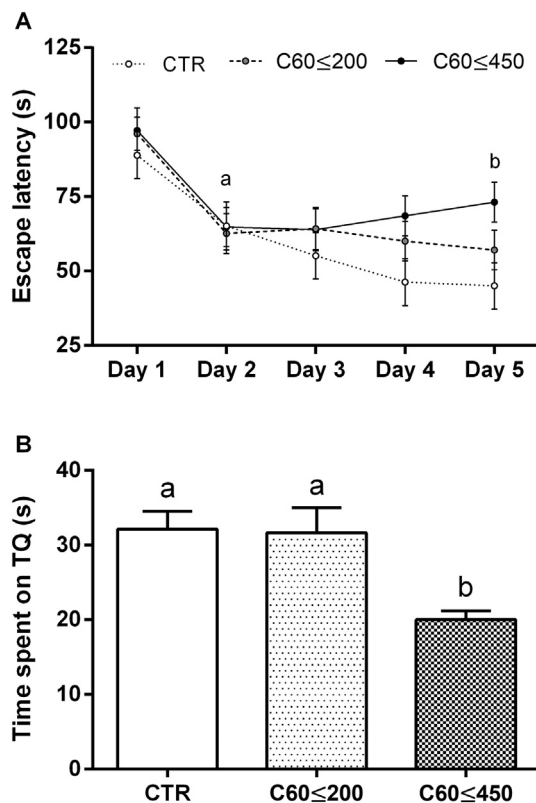 A
CTR C60≤200 C60≤450
Escape latency (s)
125
100
75
50
25
a
b
Day 1 Day 2 Day 3 Day 4 Day 5
B
Time spent on TQ (s)
40
30
20
10
0
a
a
b
CTR C60≤200 C60≤450